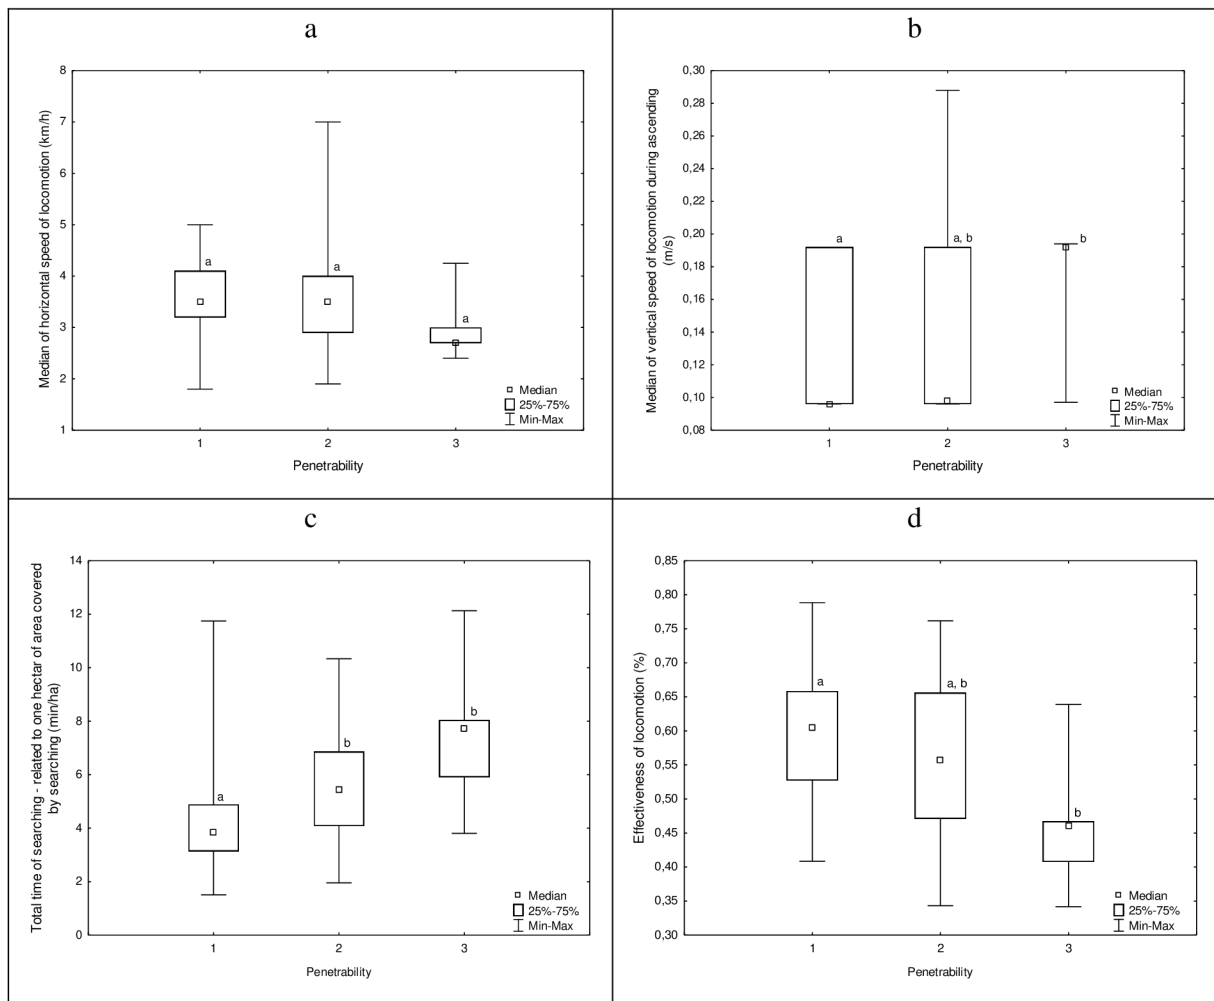 a
8
7
6
5
4
3
2
1
Median of horizontal speed of locomotion (km/h)
a
a
a
Median
25%-75%
Min-Max
1 2 3
Penetrability
b
0,30
0,28
0,26
0,24
0,22
0,20
0,18
0,16
0,14
0,12
0,10
0,08
Median of vertical speed of locomotion during ascending
(m/s)
a
a, b
b
Median
25%-75%
Min-Max
1 2 3
Penetrability
c
14
12
10
8
6
4
2
0
Total time of searching - related to one hectar of area covered
by searching (min/ha)
a
b
b
Median
25%-75%
Min-Max
1 2 3
Penetrability
d
0,85
0,80
0,75
0,70
0,65
0,60
0,55
0,50
0,45
0,40
0,35
0,30
Effectiveness of locomotion (%)
a
a, b
b
Median
25%-75%
Min-Max
1 2 3
Penetrability